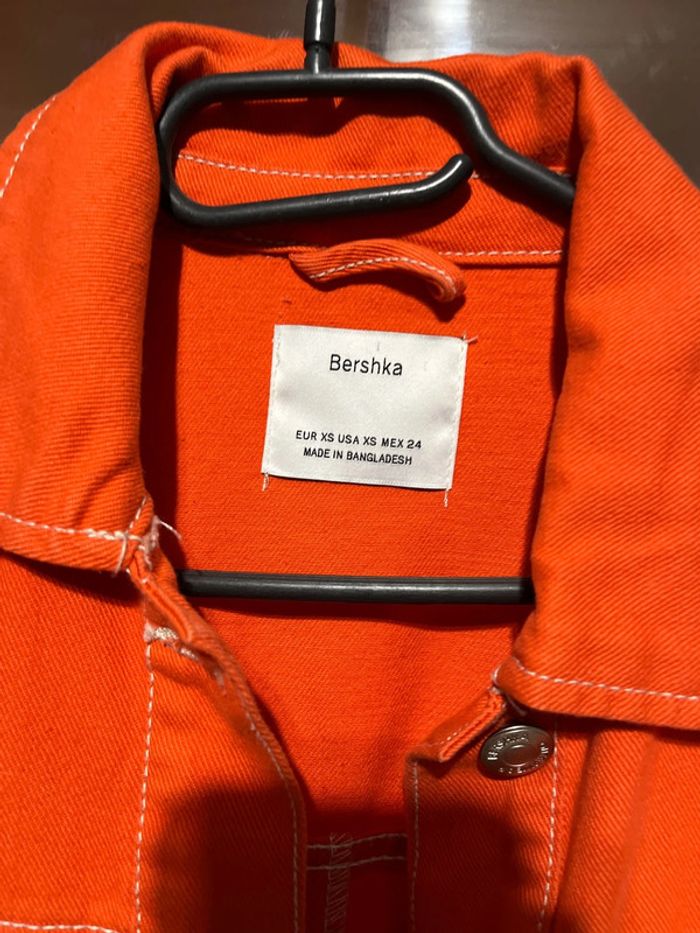 Bershka
EUR XS USA XS MEX 24
MADE IN BANGLADESH